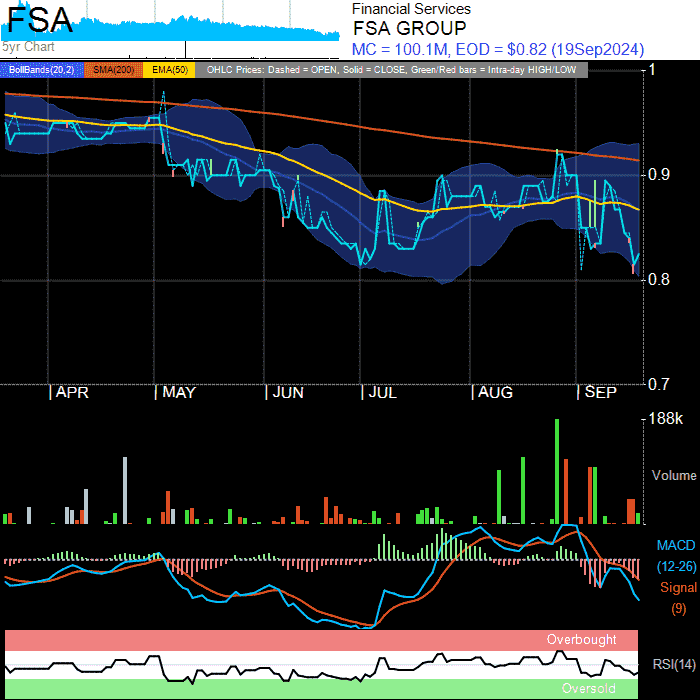 FSA
5yr Chart
Financial Services
FSA GROUP
MC = 100.1M, EOD = $0.82 (19Sep2024)
BollBands(20,2) SMA(200) EMA(50) OHLC Prices: Dashed = OPEN, Solid = CLOSE, Green/Red bars = Intra-day HIGH/LOW
1
0.9
0.8
0.7
APR MAY JUN JUL AUG SEP
188k
Volume
MACD
(12-26)
Signal
(9)
Overbought
RSI(14)
Oversold